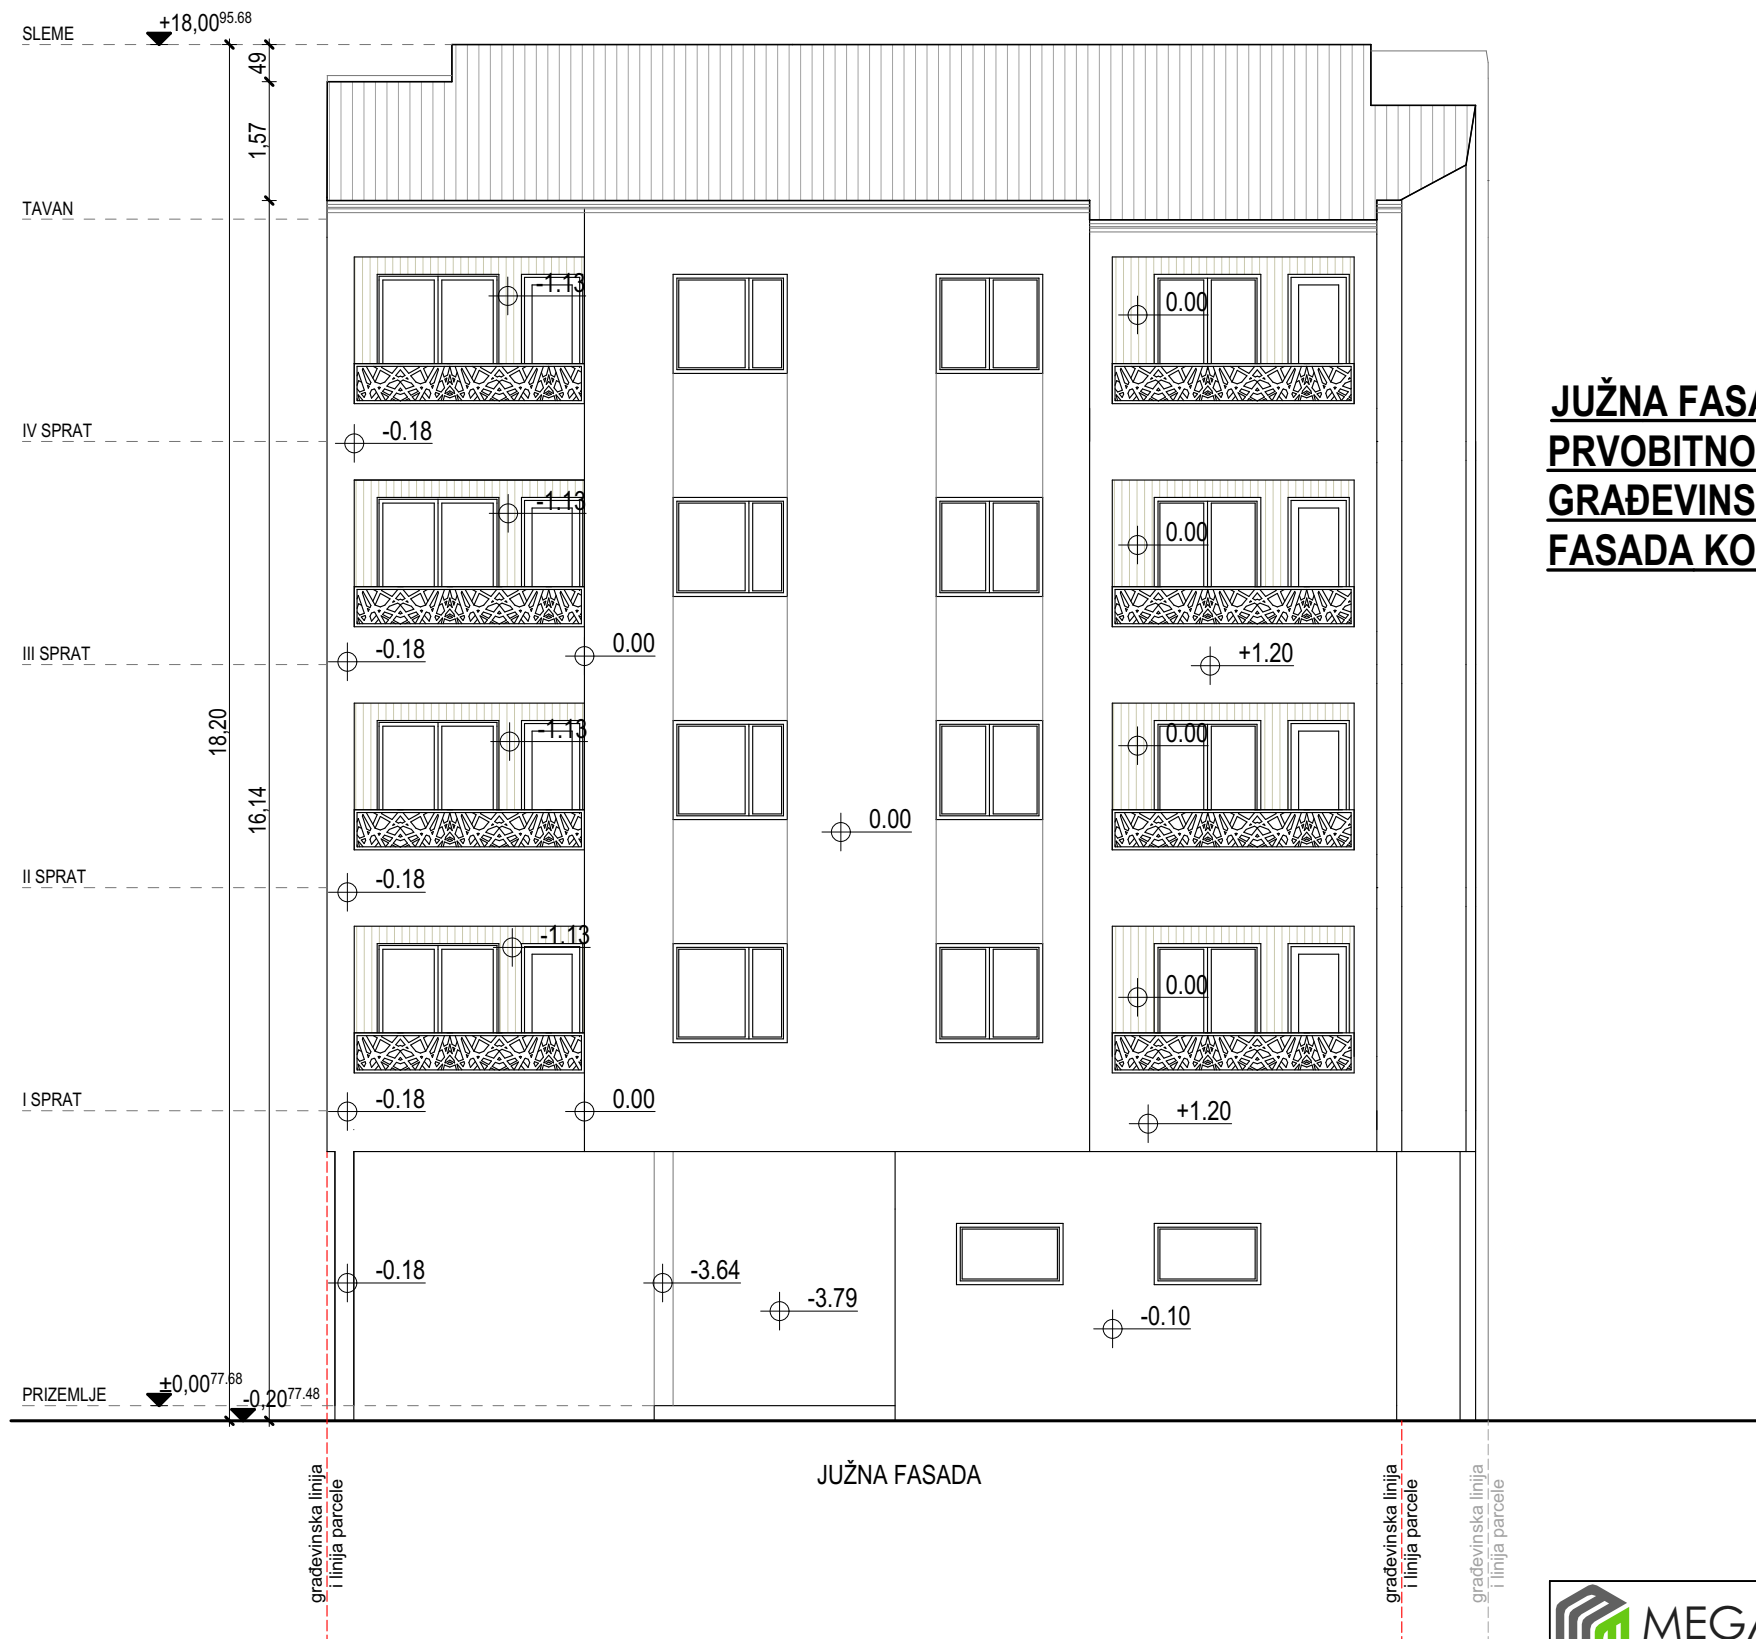 SLEME
+18,00 95.68
49
1,57
TAVAN
-1.13
0.00
IV SPRAT
-0.18
JUŽNA FASA
PRVOBITNO
GRAĐEVINS
FASADA KO
-1.13
0.00
III SPRAT
-0.18
0.00
+1.20
18,20
16,14
-1.13
0.00
0.00
II SPRAT
-0.18
-1.13
0.00
I SPRAT
-0.18
0.00
+1.20
-0.18
-3.64
-3.79
-0.10
PRIZEMLJE
±0,00 77.68
-0,20 77.48
JUŽNA FASADA
građevinska linija
i linija parcele
građevinska linija
i linija parcele
građevinska linija
i linija parcele
MEGA